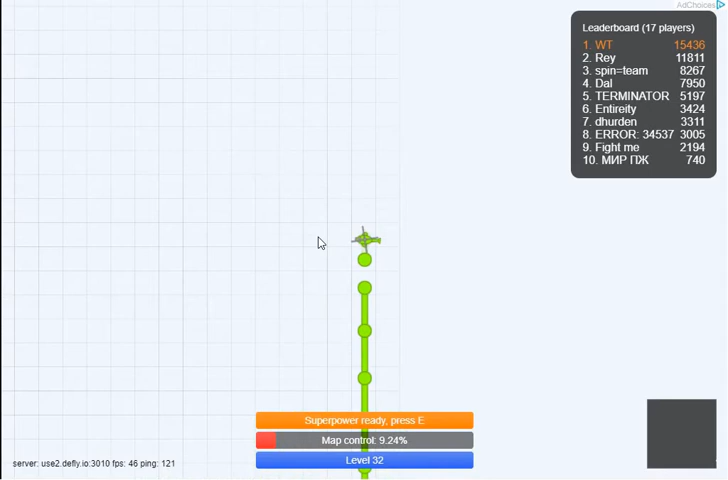 AdChoices
Leaderboard (17 players)
1. WT 15436
2. Rey 11811
3. spin=team 8267
4. Dal 7950
5. TERMINATOR 5197
6. Entireity 3424
7. dhurden 3311
8. ERROR: 34537 3005
9. Fight me 2194
10. МИР ПЖ 740
Superpower ready, press E
Map control: 9.24%
Level 32
server: use2.defly.io:3010 fps: 46 ping: 121